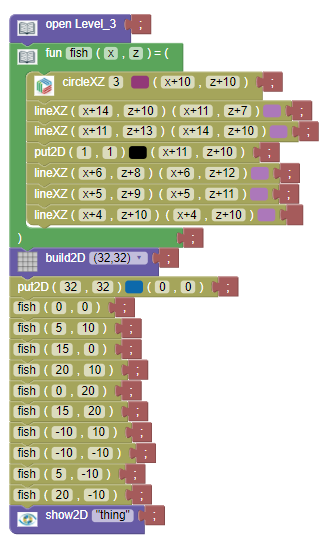 open Level_3 ;
fun fish ( x , z ) = (
circleXZ 3 ( x+10 , z+10 ) ;
lineXZ ( x+14 , z+10 ) ( x+11 , z+7 ) ;
lineXZ ( x+11 , z+13 ) ( x+14 , z+10 ) ;
put2D ( 1 , 1 ) ( x+11 , z+10 ) ;
lineXZ ( x+6 , z+8 ) ( x+6 , z+12 ) ;
lineXZ ( x+5 , z+9 ) ( x+5 , z+11 ) ;
lineXZ ( x+4 , z+10 ) ( x+4 , z+10 ) ;
) ;
build2D (32,32) ;
put2D ( 32 , 32 ) ( 0 , 0 ) ;
fish ( 0 , 0 ) ;
fish ( 5 , 10 ) ;
fish ( 15 , 0 ) ;
fish ( 20 , 10 ) ;
fish ( 0 , 20 ) ;
fish ( 15 , 20 ) ;
fish ( -10 , 10 ) ;
fish ( -10 , -10 ) ;
fish ( 5 , -10 ) ;
fish ( 20 , -10 ) ;
show2D "thing" ;